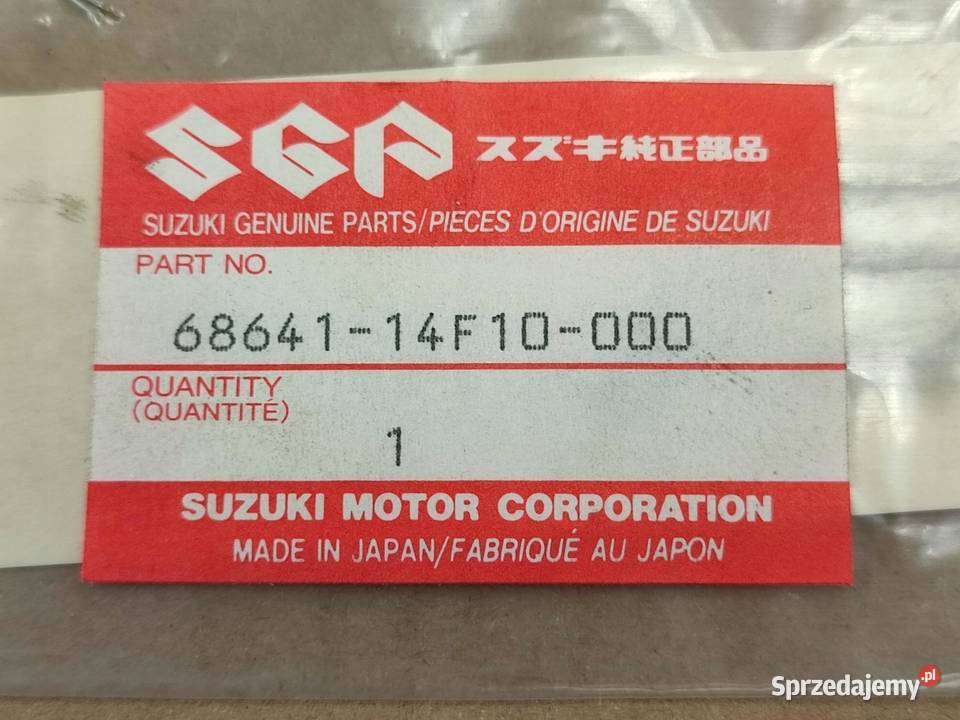 SGP スズキ純正部品
SUZUKI GENUINE PARTS/PIECES D'ORIGINE DE SUZUKI
PART NO.
68641-14F10-000
QUANTITY
(QUANTITÉ)
1
SUZUKI MOTOR CORPORATION
MADE IN JAPAN/FABRIQUÉ AU JAPON
Sprzedajemy.pl